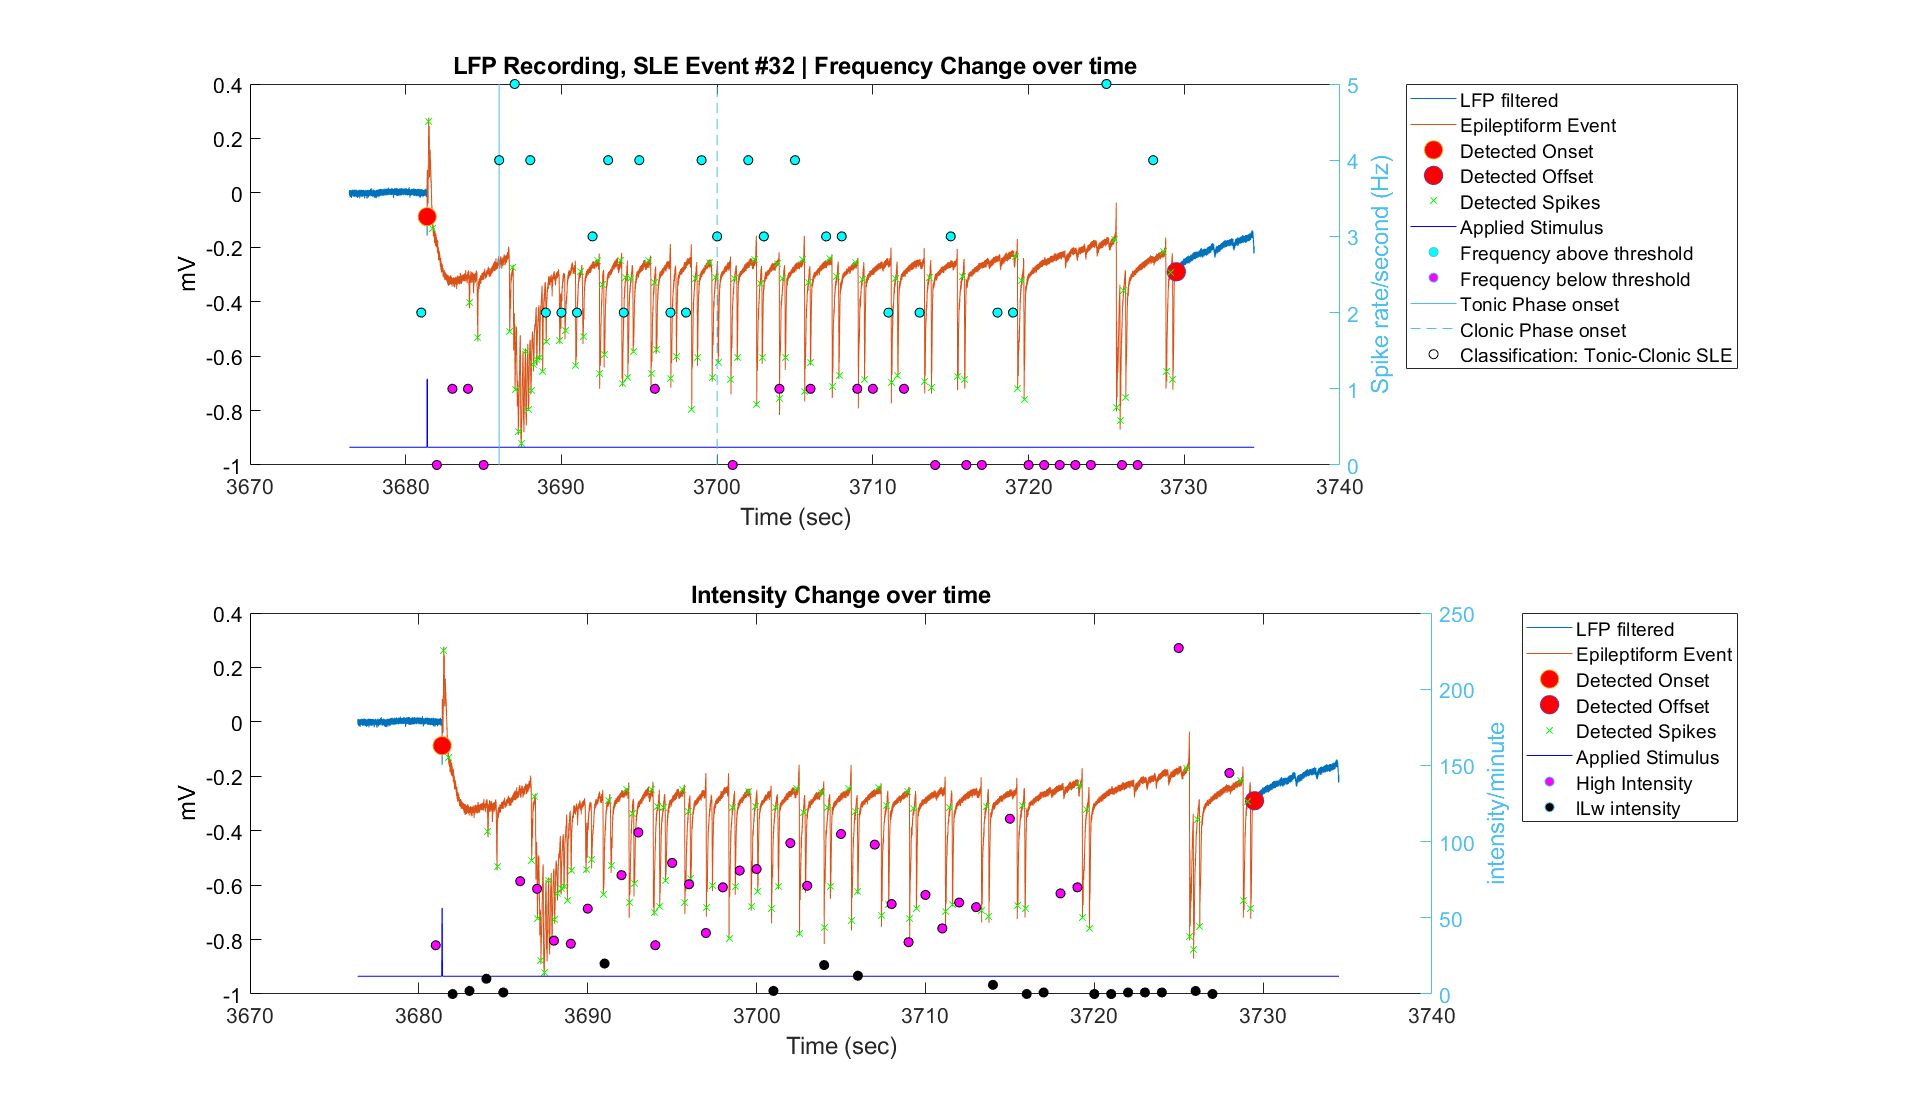 LFP Recording, SLE Event #32 | Frequency Change over time
0.4
0.2
0
-0.2
-0.4
-0.6
-0.8
-1
mV
3670
3680
3690
3700
3710
3720
3730
3740
Time (sec)
5
4
3
2
1
0
Spike rate/second (Hz)
LFP filtered
Epileptiform Event
Detected Onset
Detected Offset
Detected Spikes
Applied Stimulus
Frequency above threshold
Frequency below threshold
Tonic Phase onset
Clonic Phase onset
Classification: Tonic-Clonic SLE
Intensity Change over time
0.4
0.2
0
-0.2
-0.4
-0.6
-0.8
-1
mV
3670
3680
3690
3700
3710
3720
3730
3740
Time (sec)
250
200
150
100
50
0
intensity/minute
LFP filtered
Epileptiform Event
Detected Onset
Detected Offset
Detected Spikes
Applied Stimulus
High Intensity
lLw intensity